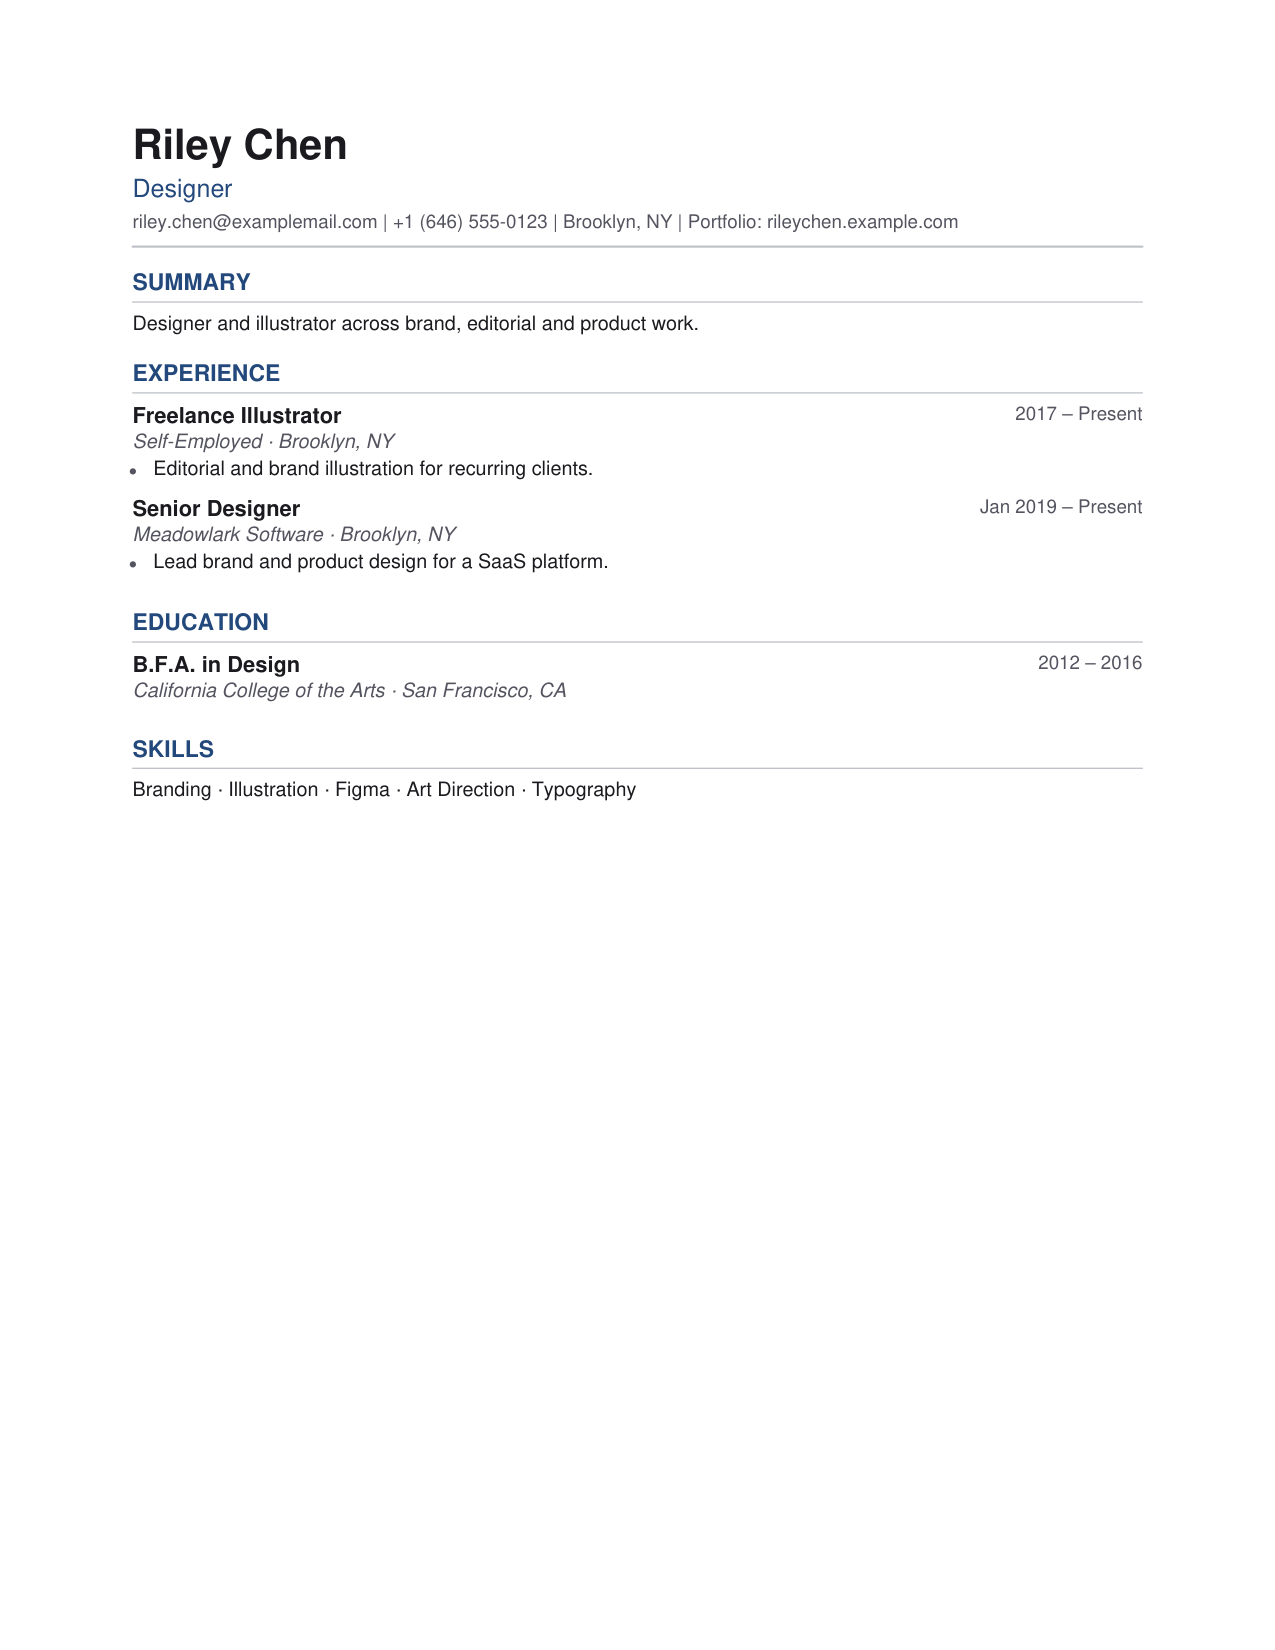 Riley Chen
Designer
riley.chen@examplemail.com | +1 (646) 555-0123 | Brooklyn, NY | Portfolio: rileychen.example.com
SUMMARY
Designer and illustrator across brand, editorial and product work.
EXPERIENCE
Freelance Illustrator 2017 – Present
Self-Employed · Brooklyn, NY
• Editorial and brand illustration for recurring clients.
Senior Designer Jan 2019 – Present
Meadowlark Software · Brooklyn, NY
• Lead brand and product design for a SaaS platform.
EDUCATION
B.F.A. in Design 2012 – 2016
California College of the Arts · San Francisco, CA
SKILLS
Branding · Illustration · Figma · Art Direction · Typography